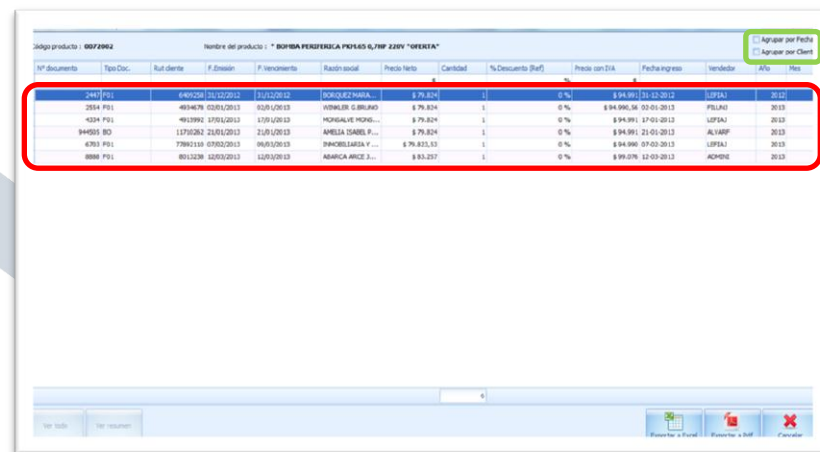 Código producto : 0072002 Nombre del producto : * BOMBA PERIFERICA PKM65 0,7HP 220V "OFERTA"
Agrupar por Fecha
Agrupar por Client
Nº documento Tipo Doc. Rut cliente F.Emisión F.Vencimiento Razón social Precio Neto Cantidad % Descuento (Ref) Precio con IVA Fecha ingreso Vendedor Año Mes
6 % 6
2447 F01 6409258 31/12/2012 31/12/2012 BORQUEZ MARA... $ 79.824 1 0 % $ 94.991 31-12-2012 LEFIAJ 2012
2554 F01 4934678 02/01/2013 02/01/2013 WINKLER G.BRUNO $ 79.824 1 0 % $ 94.990,56 02-01-2013 2013
4334 F01 4915992 17/01/2013 17/01/2013 MONSALVE MONS... $ 79.824 1 0 % $ 94.991 17-01-2013 LEFIAJ 2013
944505 BO 11710262 21/01/2013 21/01/2013 AMELIA ISABEL P... $ 79.824 1 0 % $ 94.991 21-01-2013 ALVARF 2013
6703 F01 77892110 07/02/2013 09/03/2013 INMOBILIARIA Y ... $ 79.823,53 1 0 % $ 94.990 07-02-2013 LEFIAJ 2013
8888 F01 8013238 12/03/2013 12/03/2013 ABARCA ARCE J... $ 83.257 1 0 % $ 99.076 12-03-2013 ADMINI 2013
6
Ver todo Ver resumen Exportar a Excel Exportar a Pdf Cancelar